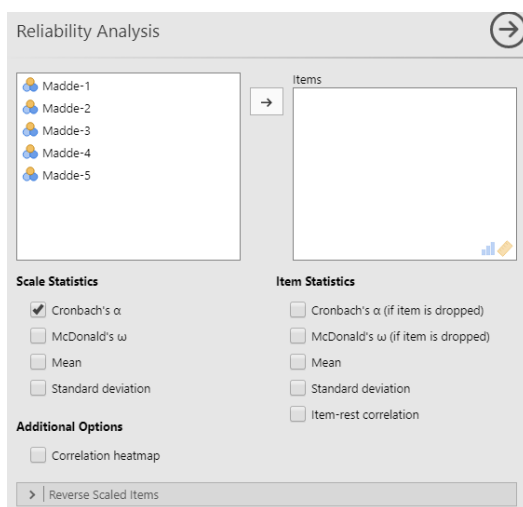 Reliability Analysis
Items
Madde-1
Madde-2
Madde-3
Madde-4
Madde-5
Scale Statistics
Cronbach's α
McDonald's ω
Mean
Standard deviation
Item Statistics
Cronbach's α (if item is dropped)
McDonald's ω (if item is dropped)
Mean
Standard deviation
Item-rest correlation
Additional Options
Correlation heatmap
Reverse Scaled Items